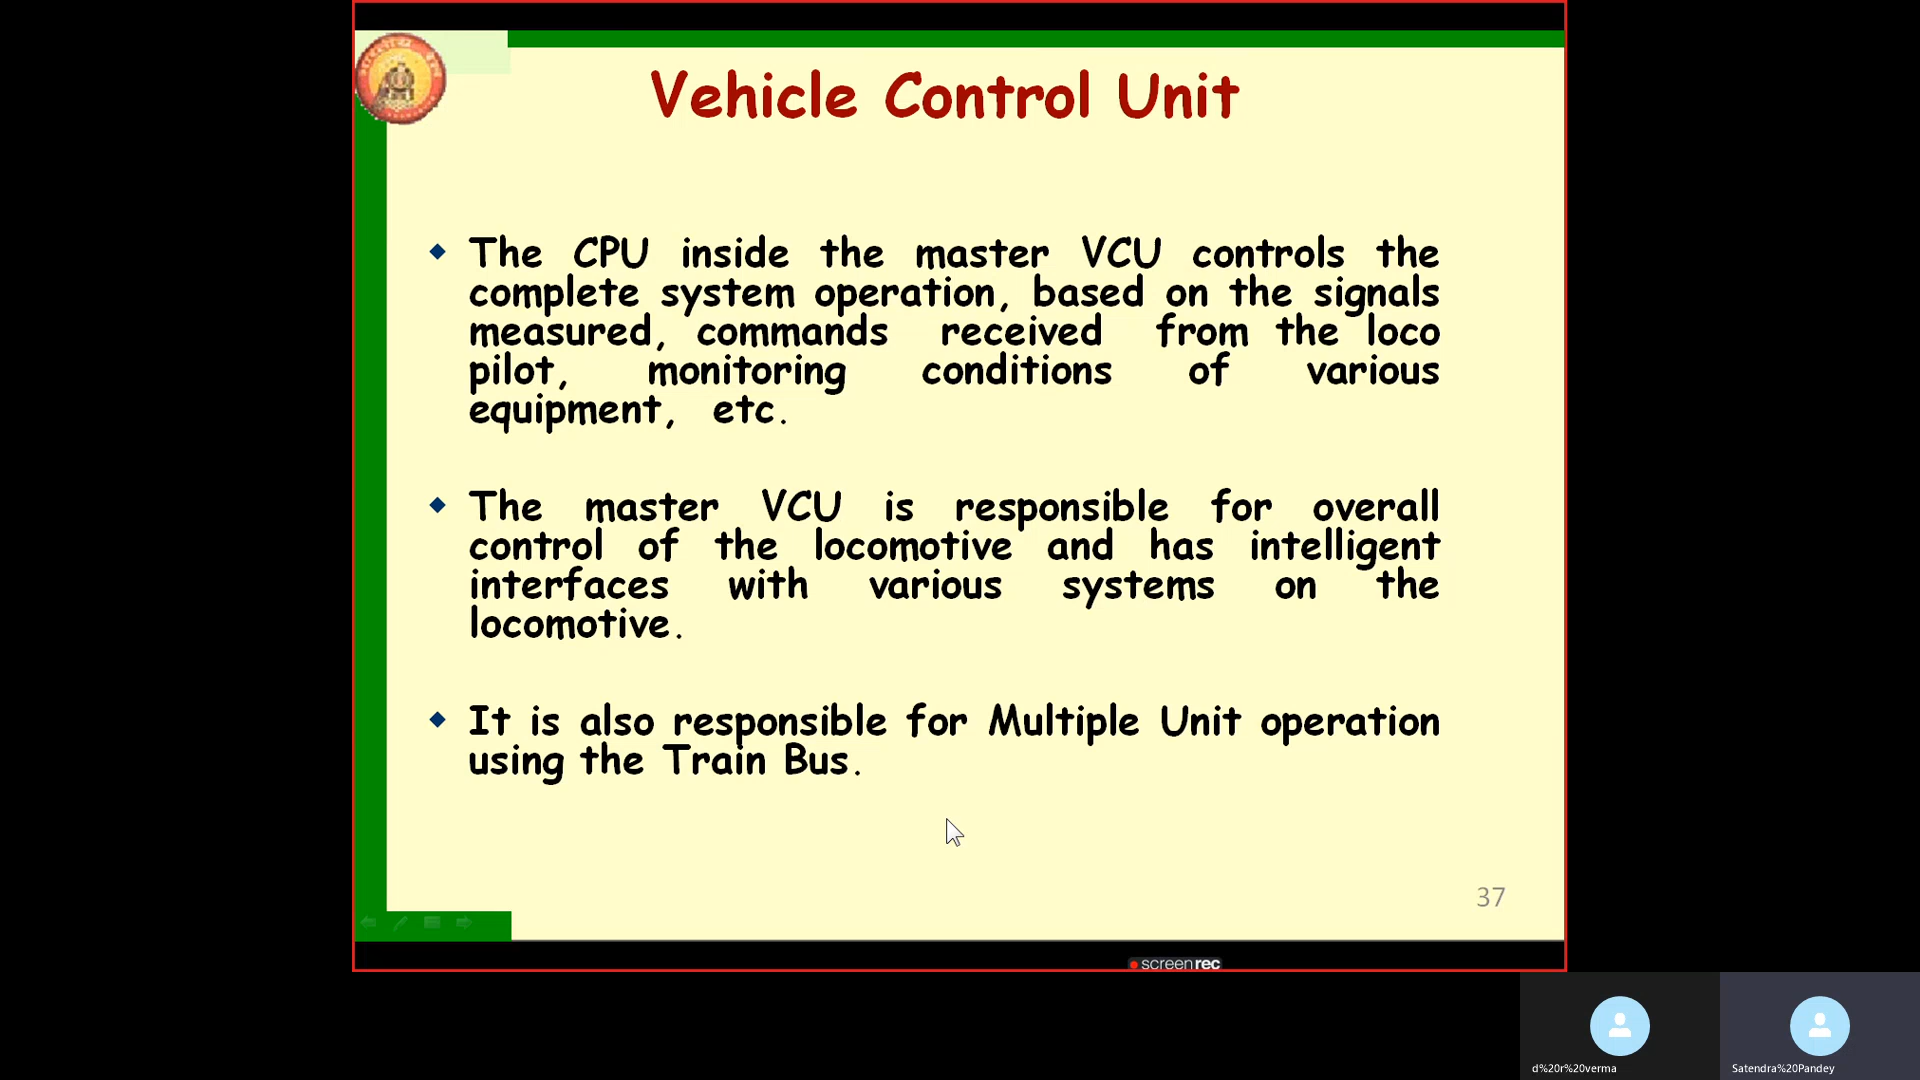 Vehicle Control Unit
The CPU inside the master VCU controls the
complete system operation, based on the signals
measured, commands received from the loco
pilot, monitoring conditions of various
equipment, etc.
The master VCU is responsible for overall
control of the locomotive and has intelligent
interfaces with various systems on the
locomotive.
It is also responsible for Multiple Unit operation
using the Train Bus.
37
screenrec
d%20r%20verma
Satendra%20Pandey